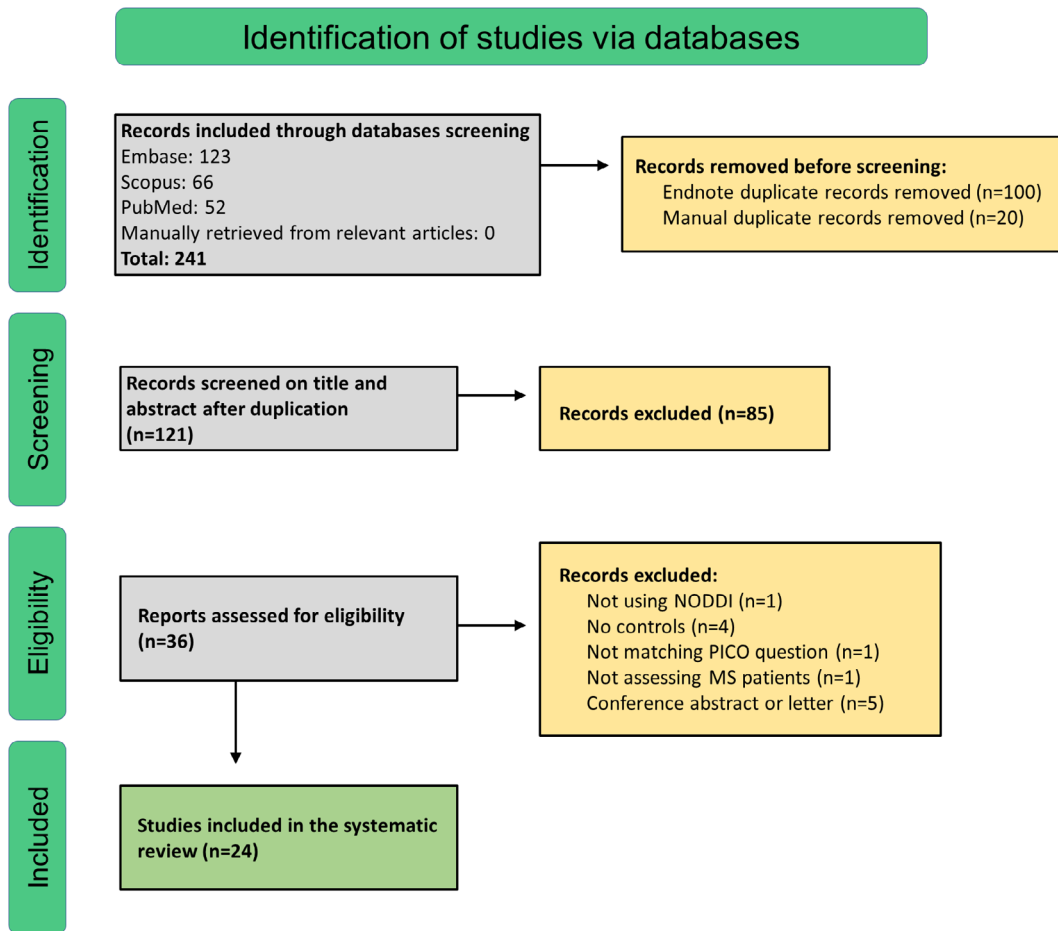 Identification of studies via databases
Identification
Records included through databases screening
Embase: 123
Scopus: 66
PubMed: 52
Manually retrieved from relevant articles: 0
Total: 241
Records removed before screening:
Endnote duplicate records removed (n=100)
Manual duplicate records removed (n=20)
Screening
Records screened on title and
abstract after duplication
(n=121)
Records excluded (n=85)
Eligibility
Reports assessed for eligibility
(n=36)
Records excluded:
Not using NODDI (n=1)
No controls (n=4)
Not matching PICO question (n=1)
Not assessing MS patients (n=1)
Conference abstract or letter (n=5)
Included
Studies included in the systematic
review (n=24)